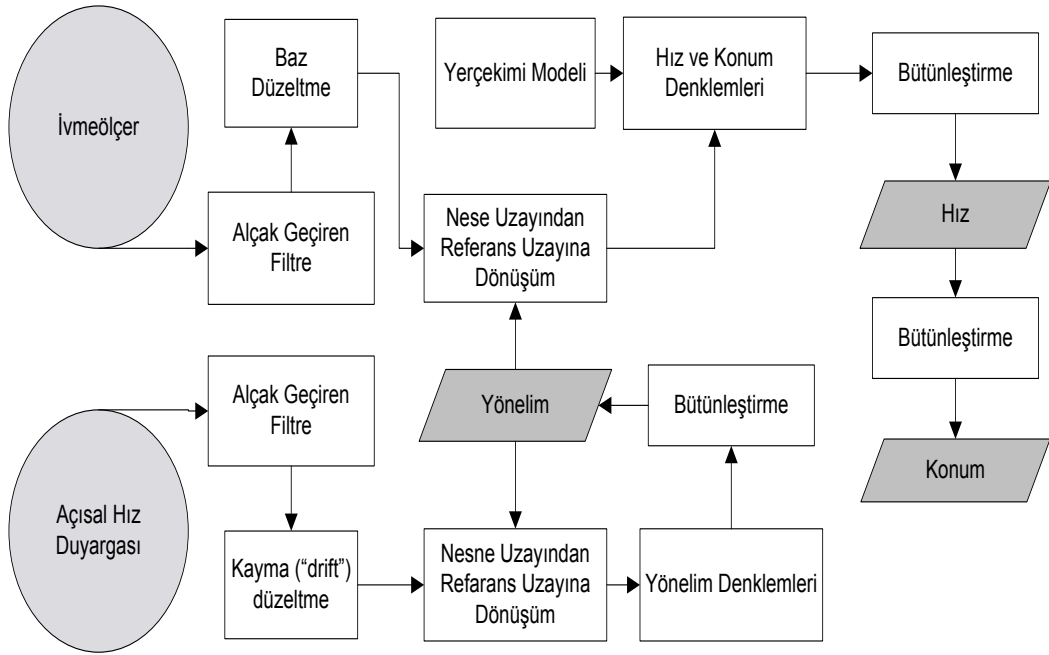 İvmeölçer
Baz
Düzeltme
Alçak Geçiren
Filtre
Yerçekimi Modeli
Hız ve Konum
Denklemleri
Bütünleştirme
Nese Uzayından
Referans Uzayına
Dönüşüm
Hız
Bütünleştirme
Konum
Açısal Hız
Duyargası
Alçak Geçiren
Filtre
Kayma (“drift”)
düzeltme
Yönelim
Bütünleştirme
Nesne Uzayından
Refarans Uzayına
Dönüşüm
Yönelim Denklemleri